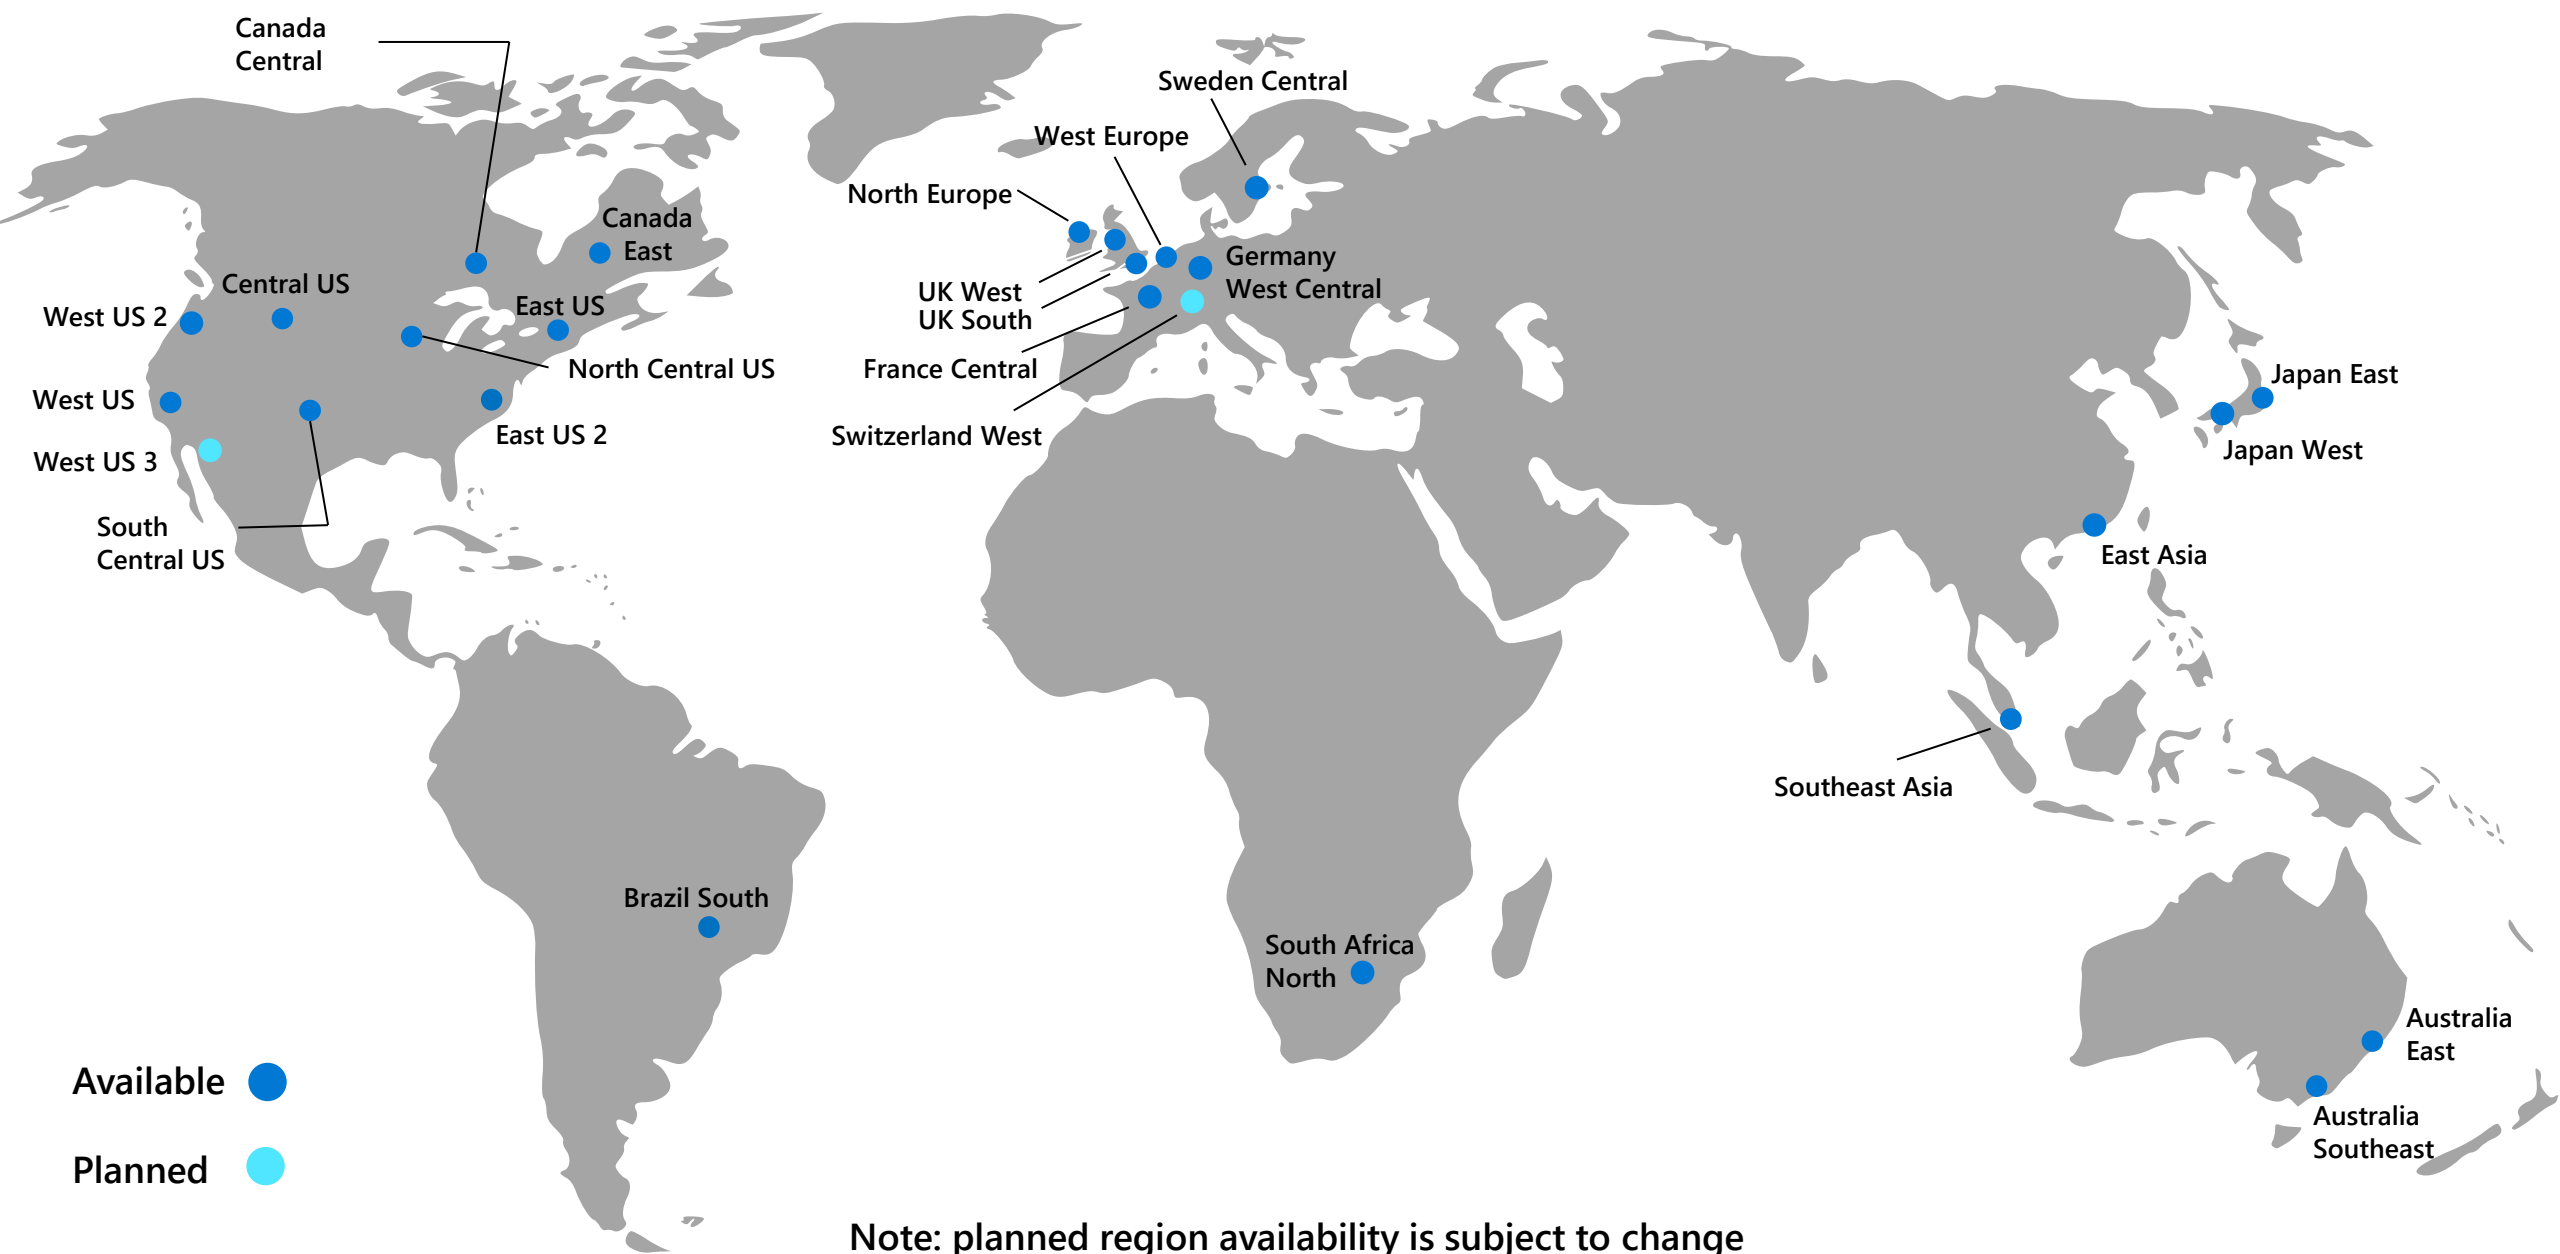 Canada
Central
Sweden Central
West Europe
North Europe
Canada
East
Germany
West Central
Central US
UK West
UK South
East US
West US 2
North Central US
France Central
Japan East
West US
East US 2
Switzerland West
Japan West
West US 3
South
Central US
East Asia
Southeast Asia
Brazil South
South Africa
North
Australia
East
Available
Australia
Southeast
Planned
Note: planned region availability is subject to change